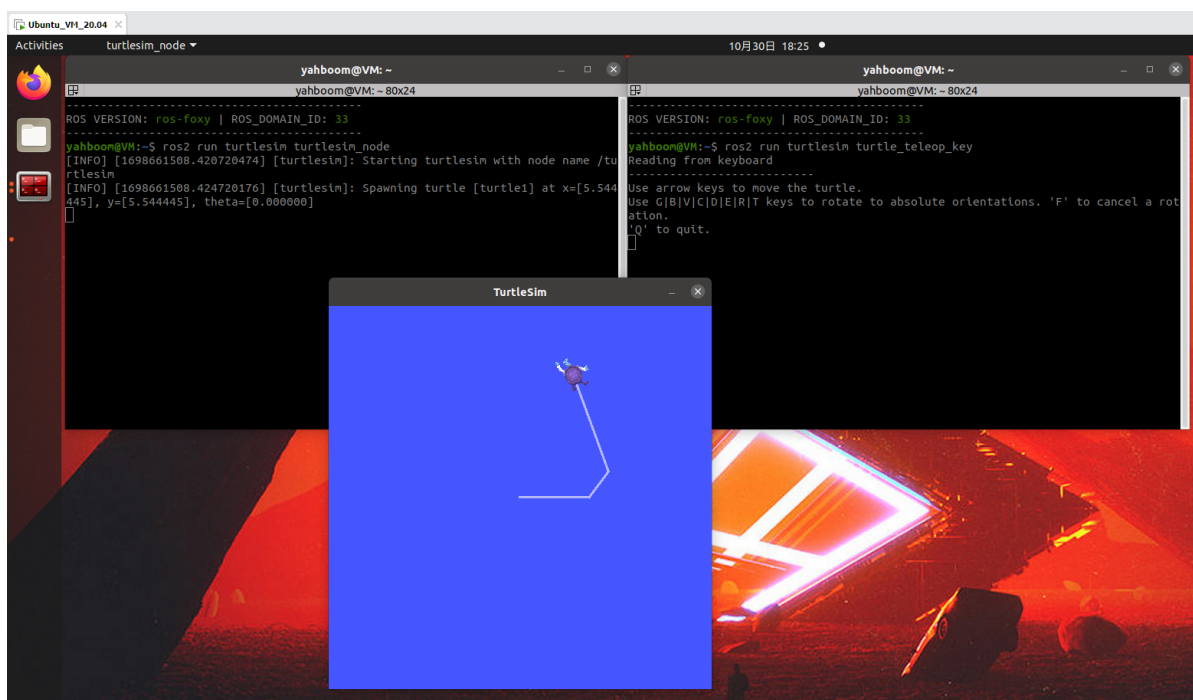 Ubuntu_VM_20.04
Activities turtlesim_node 10月30日 18:25
yahboom@VM: ~
yahboom@VM: ~ 80x24
---------------------------------------
ROS VERSION: ros-foxy | ROS_DOMAIN_ID: 33
---------------------------------------
yahboom@VM:~$ ros2 run turtlesim turtlesim_node
[INFO] [1698661508.420720474] [turtlesim]: Starting turtlesim with node name /tu
rtlesim
[INFO] [1698661508.424720176] [turtlesim]: Spawning turtle [turtle1] at x=[5.544
445], y=[5.544445], theta=[0.000000]
yahboom@VM: ~
yahboom@VM: ~ 80x24
---------------------------------------
ROS VERSION: ros-foxy | ROS_DOMAIN_ID: 33
---------------------------------------
yahboom@VM:~$ ros2 run turtlesim turtle_teleop_key
Reading from keyboard
---------------------------
Use arrow keys to move the turtle.
Use G|B|V|C|D|E|R|T keys to rotate to absolute orientations. 'F' to cancel a rot
ation.
'Q' to quit.
TurtleSim